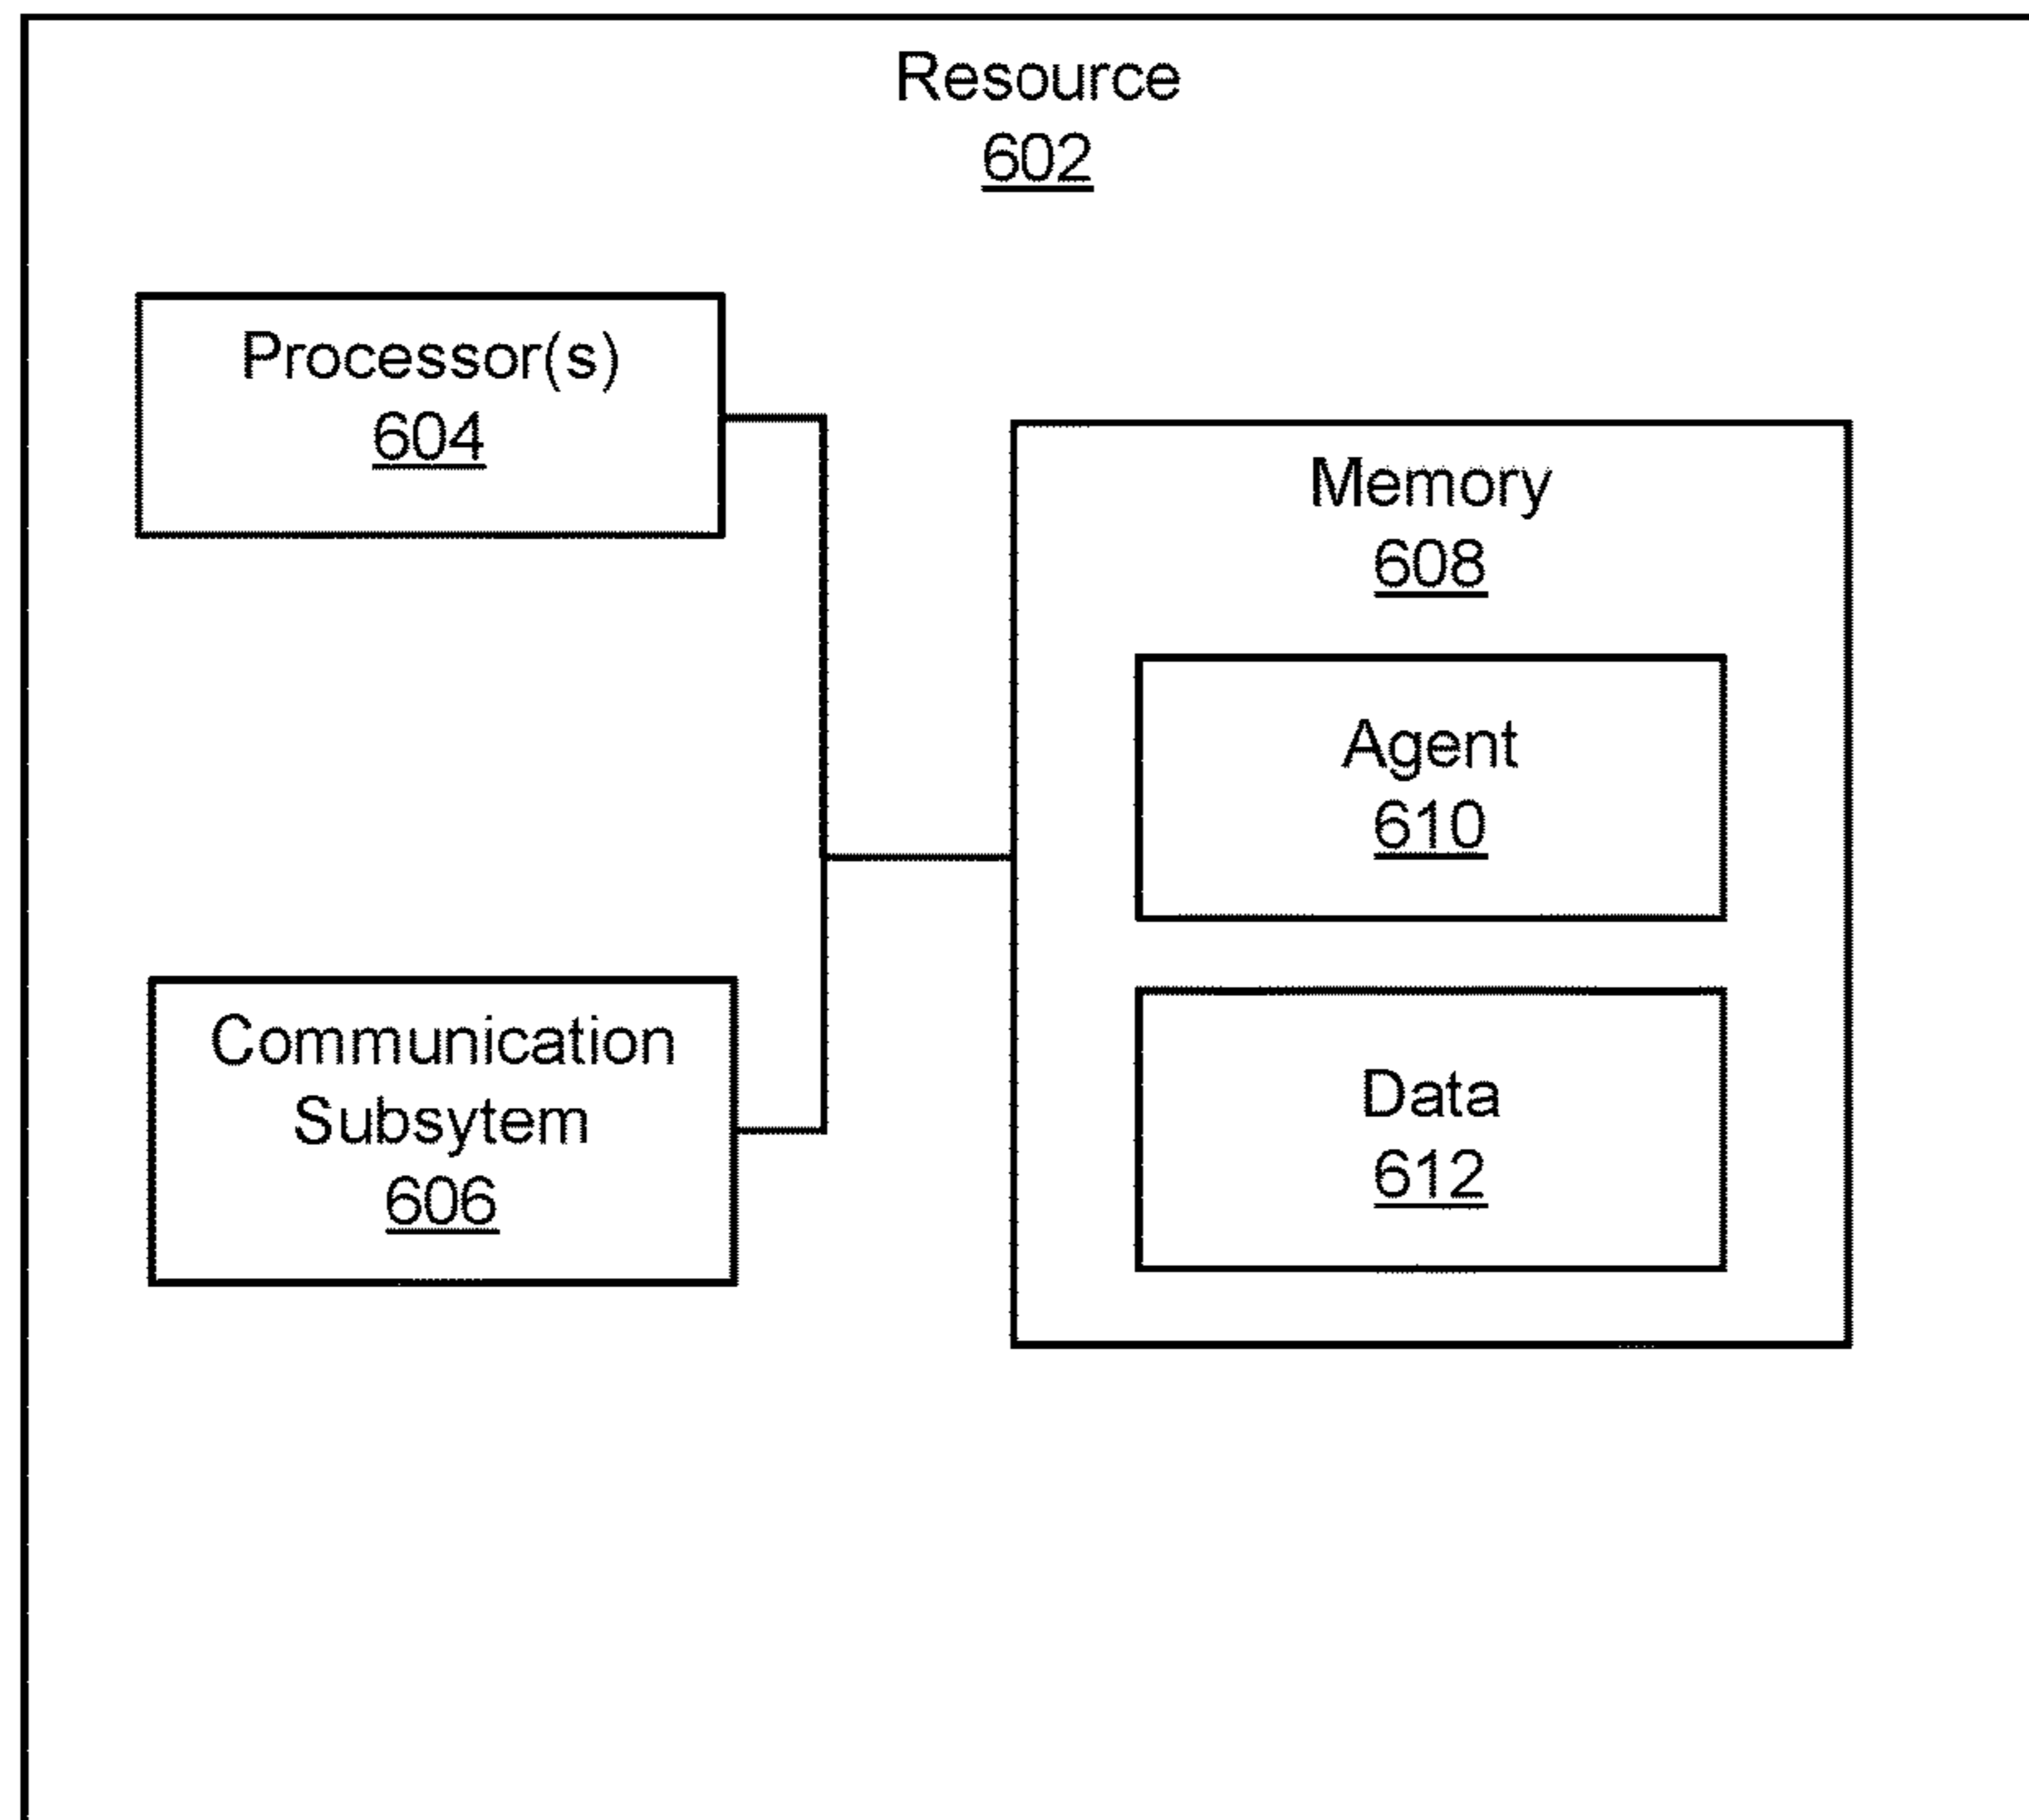 Resource
602
Processor(s)
604
Communication
Subsytem
606
Memory
608
Agent
610
Data
612